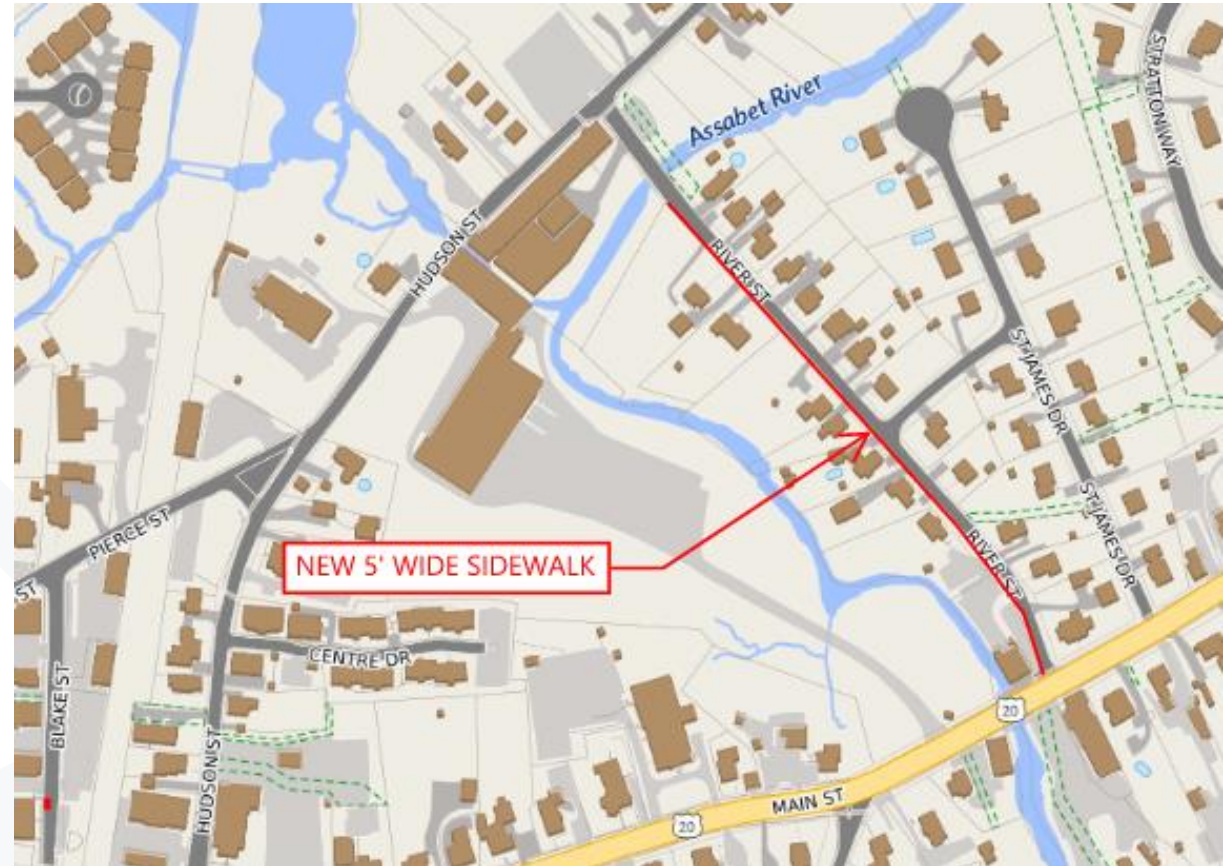 Assabet River
STRATTON WAY
HUDSON ST
RIVER ST
ST JAMES DR
PIERCE ST
ST
NEW 5' WIDE SIDEWALK
ST JAMES DR
RIVER ST
CENTRE DR
BLAKE ST
HUDSON ST
20
MAIN ST
20